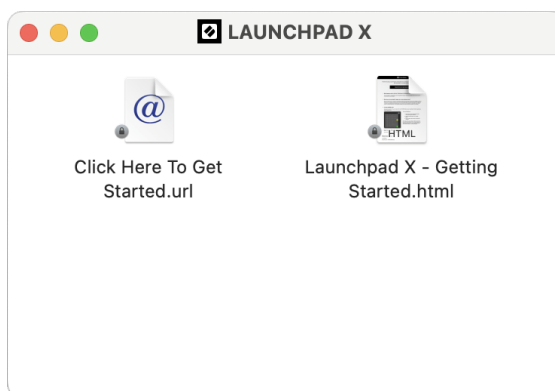 LAUNCHPAD X
@
HTML
Click Here To Get
Started.url
Launchpad X - Getting
Started.html